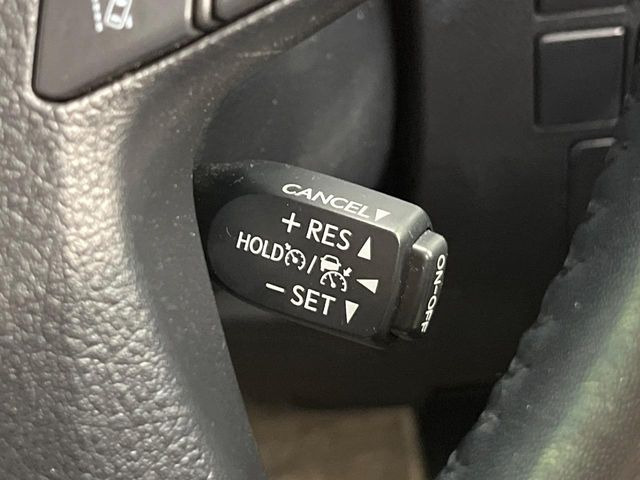 CANCEL▼
+ RES ▲
HOLD / ◀
− SET ▼
ON-OFF